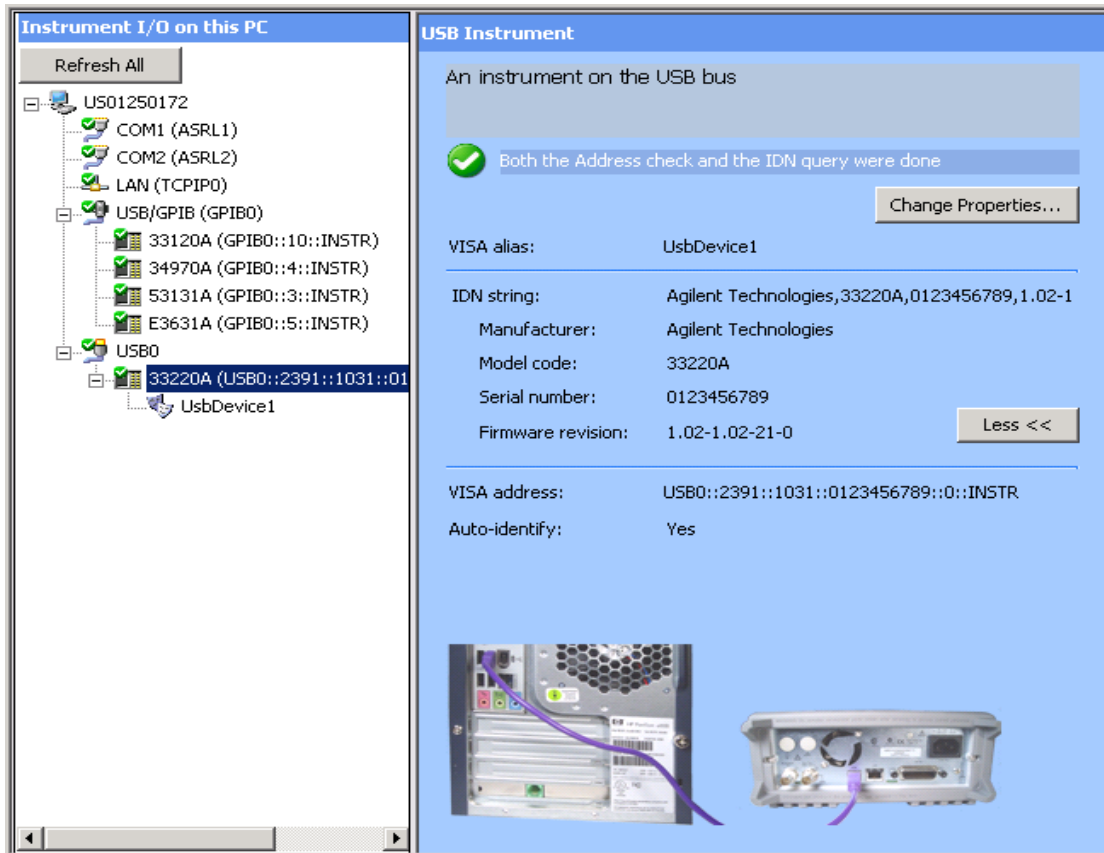 Instrument I/O on this PC
Refresh All
US01250172
COM1 (ASRL1)
COM2 (ASRL2)
LAN (TCPIP0)
USB/GPIB (GPIB0)
33120A (GPIB0::10::INSTR)
34970A (GPIB0::4::INSTR)
53131A (GPIB0::3::INSTR)
E3631A (GPIB0::5::INSTR)
USB0
33220A (USB0::2391::1031::01
UsbDevice1
USB Instrument
An instrument on the USB bus
Both the Address check and the IDN query were done
Change Properties...
VISA alias: UsbDevice1
IDN string: Agilent Technologies,33220A,0123456789,1.02-1
Manufacturer: Agilent Technologies
Model code: 33220A
Serial number: 0123456789
Firmware revision: 1.02-1.02-21-0
Less <<
VISA address: USB0::2391::1031::0123456789::0::INSTR
Auto-identify: Yes